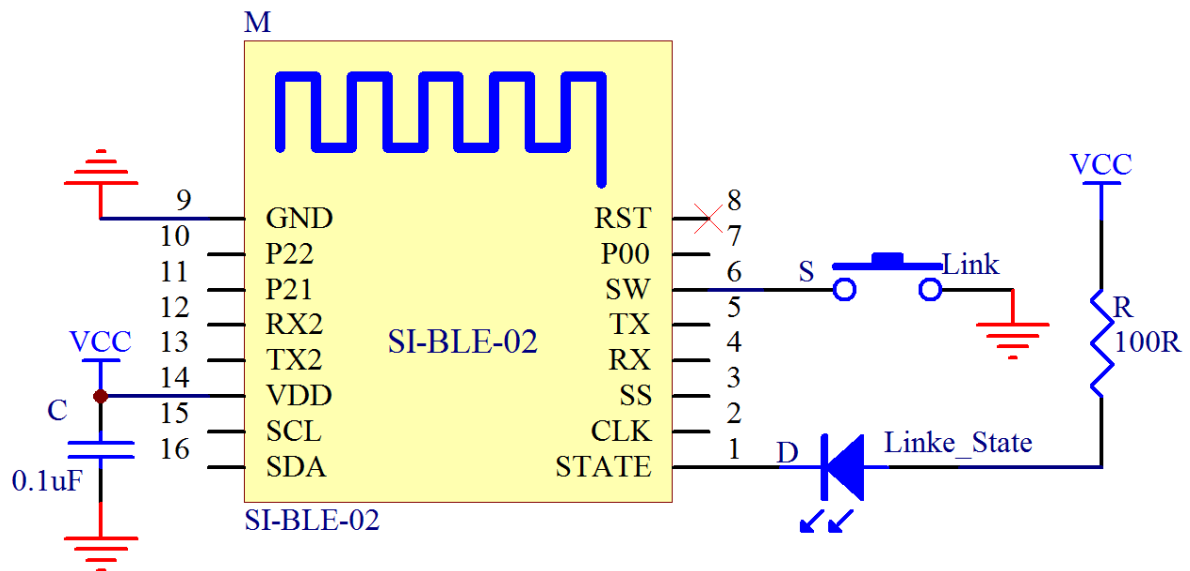 M
9 GND
10 P22
11 P21
12 RX2
13 TX2
14 VDD
15 SCL
16 SDA
RST 8
P00 7
SW 6
TX 5
RX 4
SS 3
CLK 2
STATE 1
SI-BLE-02
SI-BLE-02
VCC
C
0.1uF
S
Link
VCC
R
100R
D
Linke_State